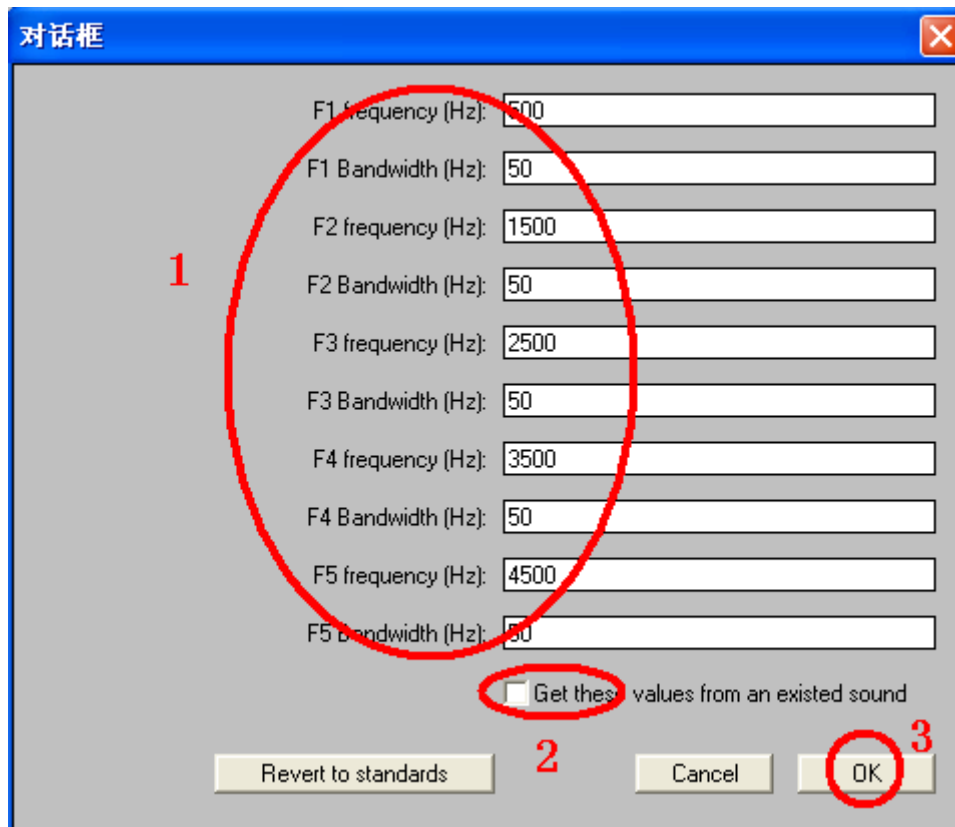 对话框
F1 frequency (Hz): 500
F1 Bandwidth (Hz): 50
F2 frequency (Hz): 1500
1
F2 Bandwidth (Hz): 50
F3 frequency (Hz): 2500
F3 Bandwidth (Hz): 50
F4 frequency (Hz): 3500
F4 Bandwidth (Hz): 50
F5 frequency (Hz): 4500
F5 Bandwidth (Hz): 50
Get these values from an existed sound
2
3
Revert to standards Cancel OK